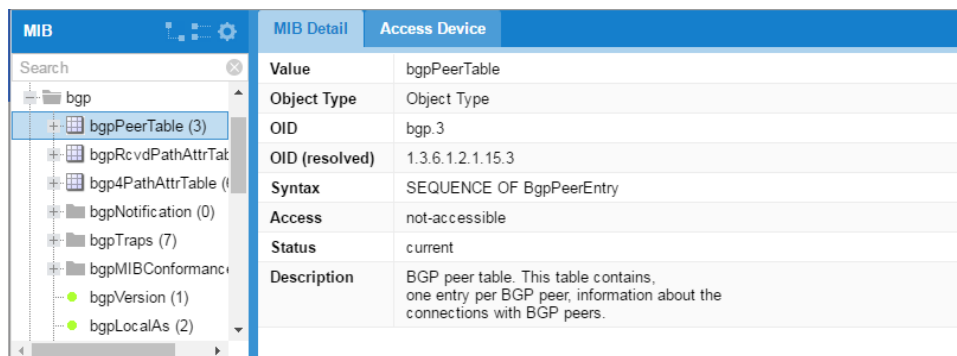 MIB
Search
bgp
bgpPeerTable (3)
bgpRcvdPathAttrTab
bgp4PathAttrTable (
bgpNotification (0)
bgpTraps (7)
bgpMIBConformance
bgpVersion (1)
bgpLocalAs (2)
MIB Detail Access Device
Value bgpPeerTable
Object Type Object Type
OID bgp.3
OID (resolved) 1.3.6.1.2.1.15.3
Syntax SEQUENCE OF BgpPeerEntry
Access not-accessible
Status current
Description BGP peer table. This table contains,
one entry per BGP peer, information about the
connections with BGP peers.